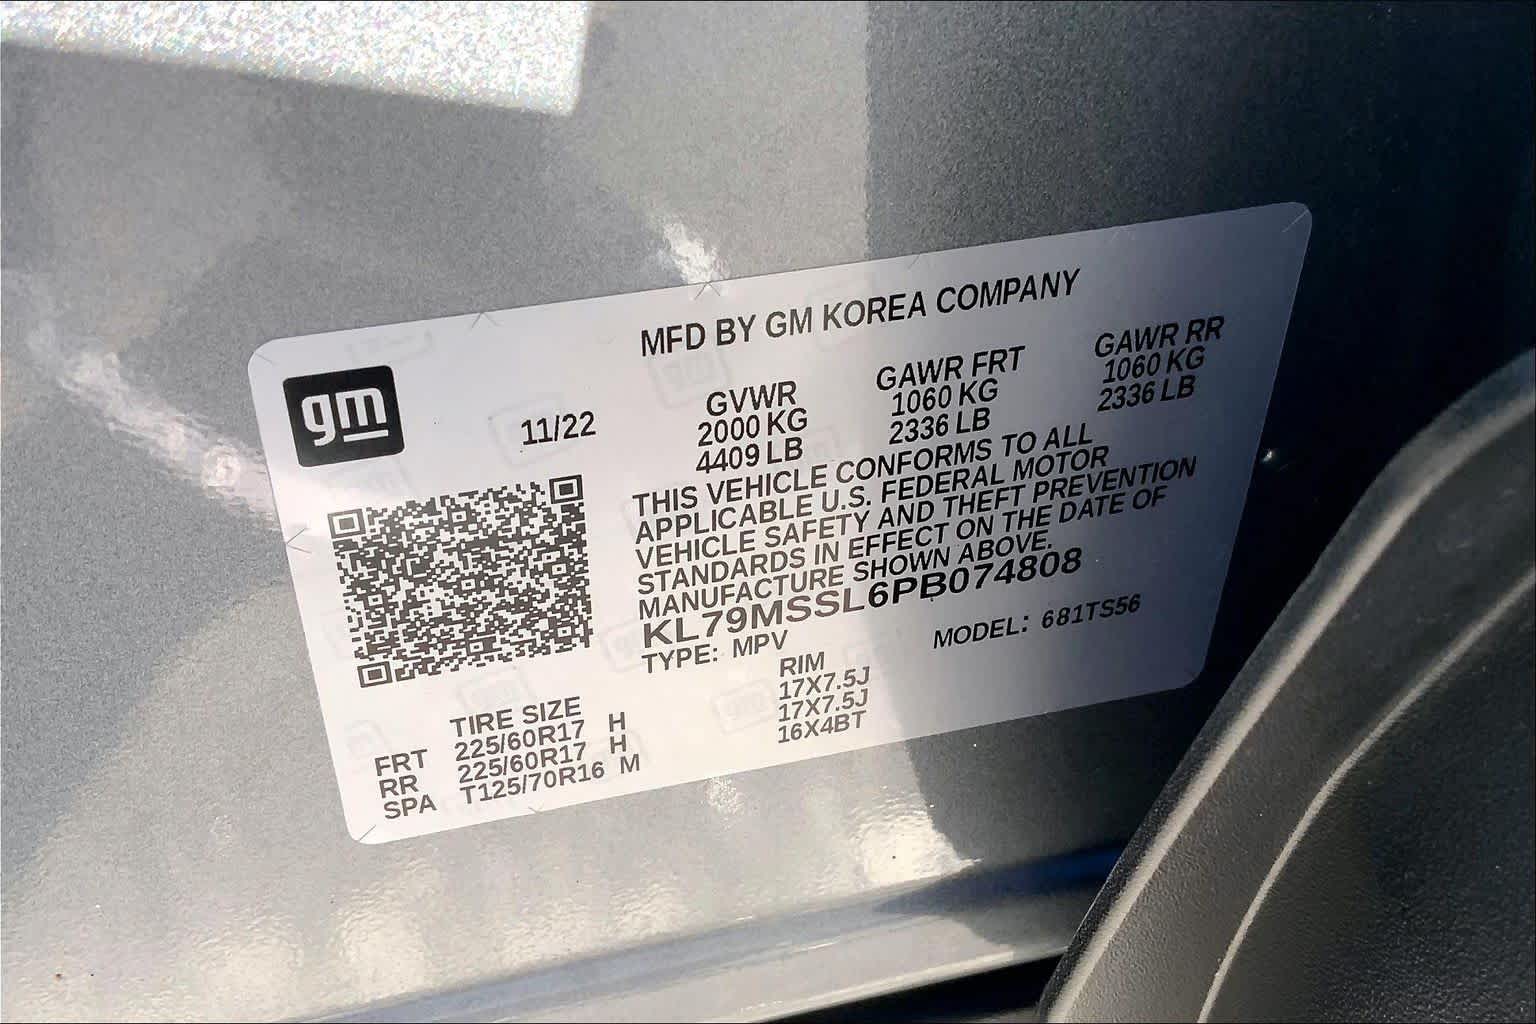 MFD BY GM KOREA COMPANY
gm
11/22
GVWR GAWR FRT GAWR RR
2000 KG 1060 KG 1060 KG
4409 LB 2336 LB 2336 LB
THIS VEHICLE CONFORMS TO ALL
APPLICABLE U.S. FEDERAL MOTOR
VEHICLE SAFETY AND THEFT PREVENTION
STANDARDS IN EFFECT ON THE DATE OF
MANUFACTURE SHOWN ABOVE.
KL79MSSL6PB074808
TYPE: MPV MODEL: 681TS56
TIRE SIZE RIM
FRT 225/60R17 H 17X7.5J
RR 225/60R17 H 17X7.5J
SPA T125/70R16 M 16X4BT